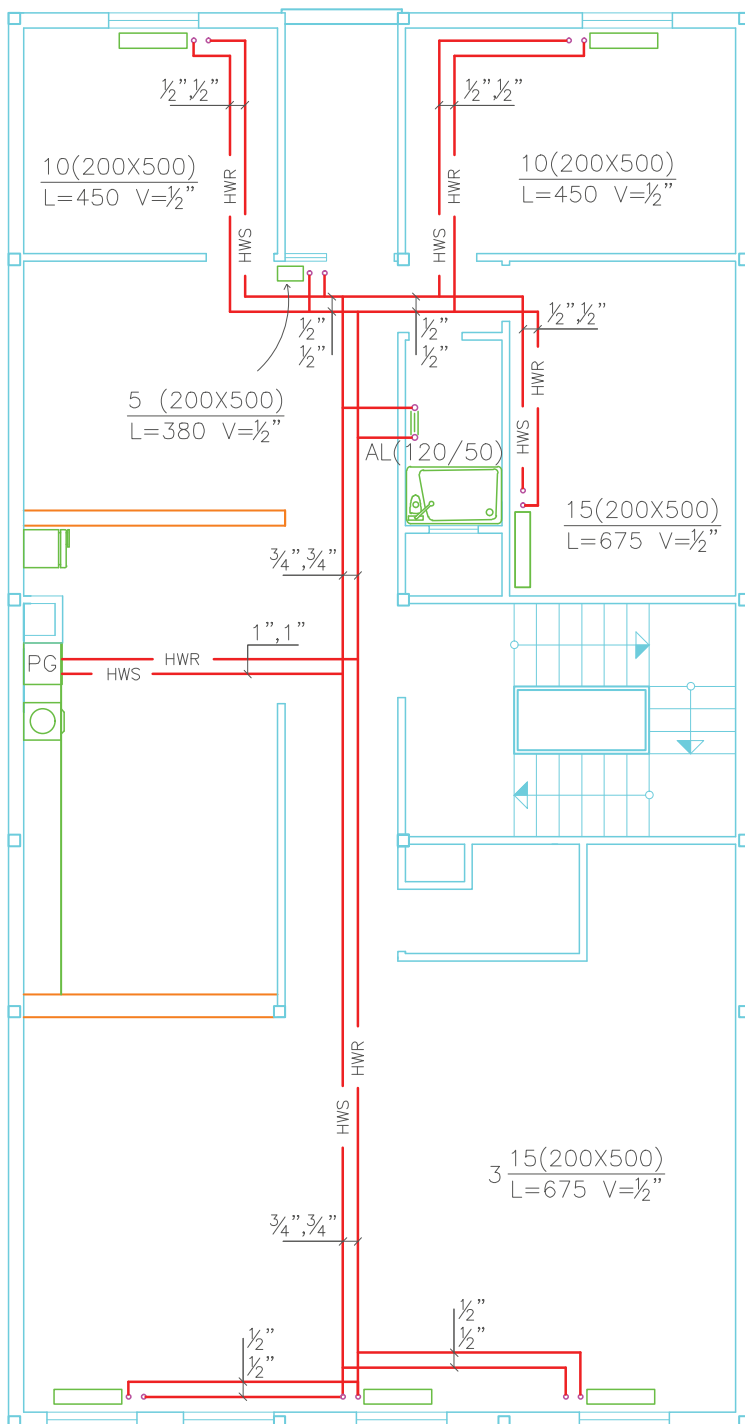 ½”,½”
½”,½”
10(200X500)
L=450 V=½”
10(200X500)
L=450 V=½”
HWR
HWR
HWS
HWS
½”
½”
½”
½”
½”,½”
HWR
5 (200X500)
L=380 V=½”
HWS
AL(120/50)
15(200X500)
L=675 V=½”
¾”,¾”
1”,1”
PG
HWR
HWS
HWR
HWS
3 15(200X500)
L=675 V=½”
¾”,¾”
½”
½”
½”
½”